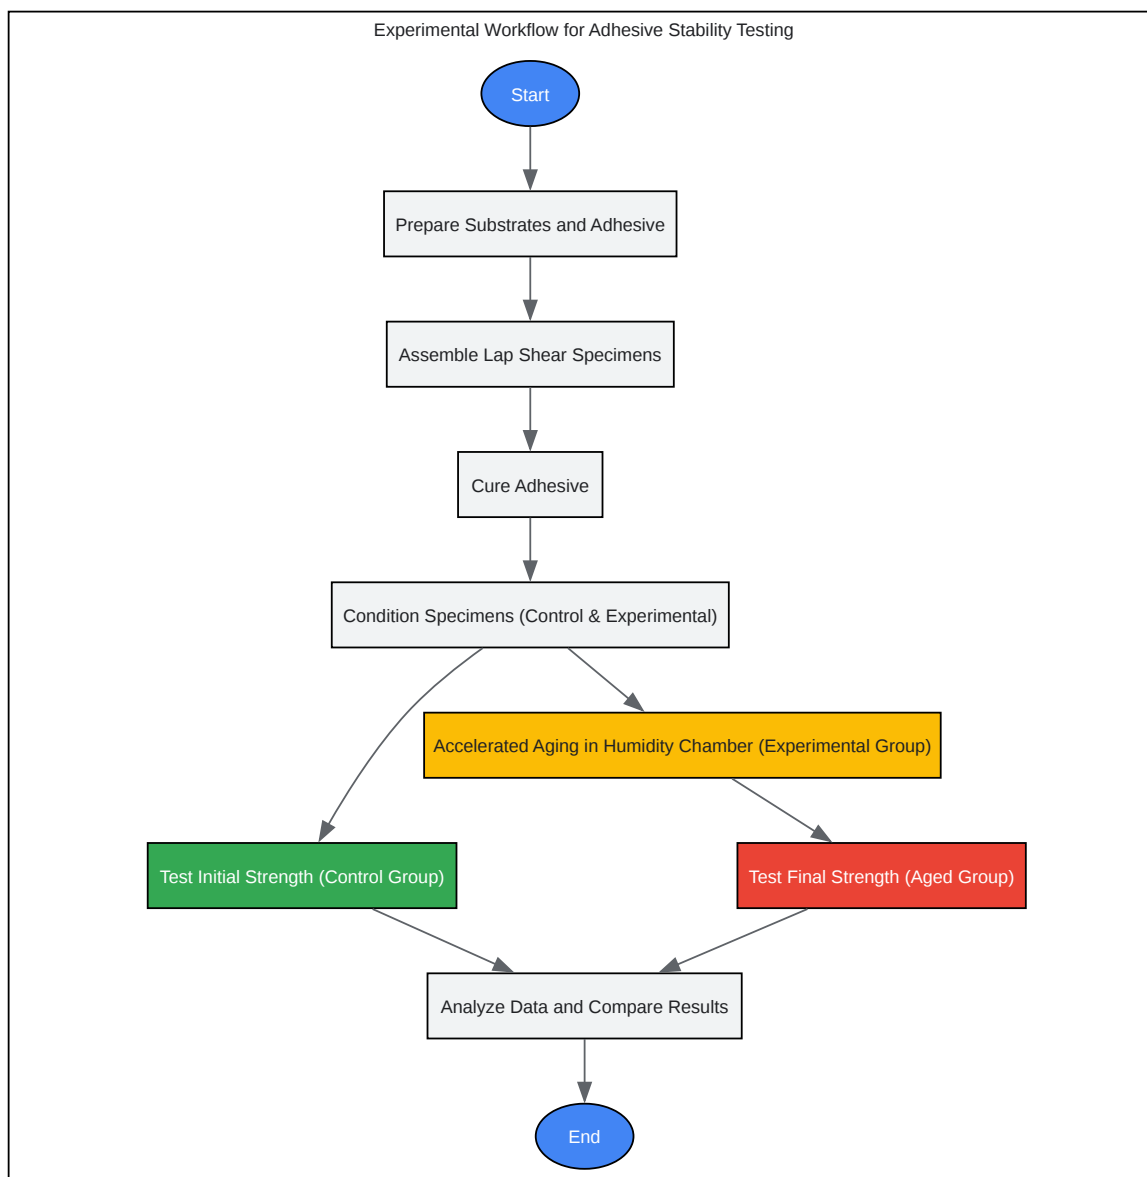 Experimental Workflow for Adhesive Stability Testing
Start
Prepare Substrates and Adhesive
Assemble Lap Shear Specimens
Cure Adhesive
Condition Specimens (Control & Experimental)
Accelerated Aging in Humidity Chamber (Experimental Group)
Test Initial Strength (Control Group)
Test Final Strength (Aged Group)
Analyze Data and Compare Results
End